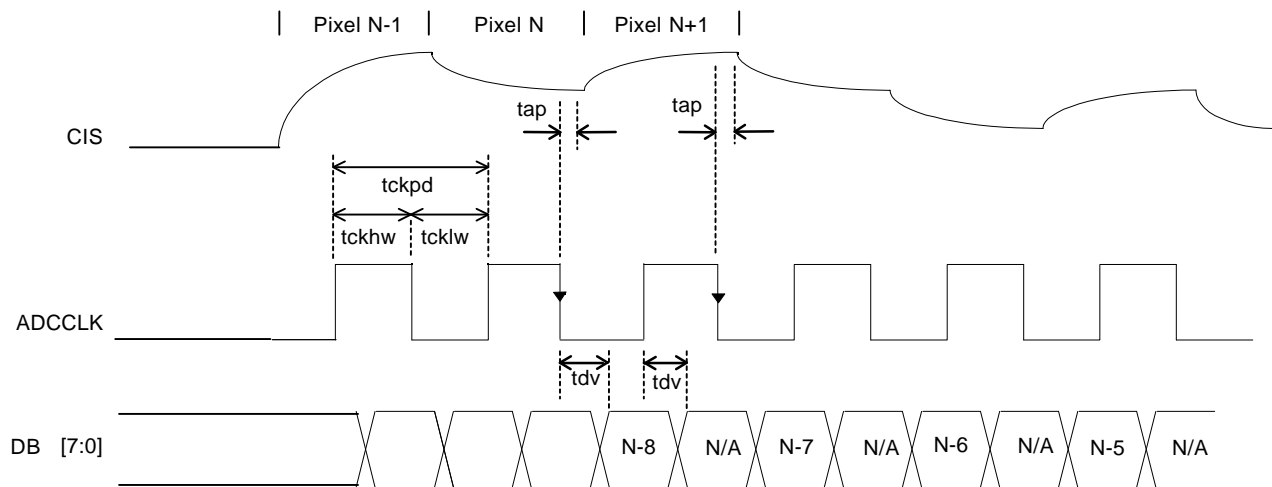 | Pixel N-1 | Pixel N | Pixel N+1 |
tap tap
CIS
tckpd
tckhw tcklw
ADCCLK
tdv tdv
DB [7:0] N-8 N/A N-7 N/A N-6 N/A N-5 N/A